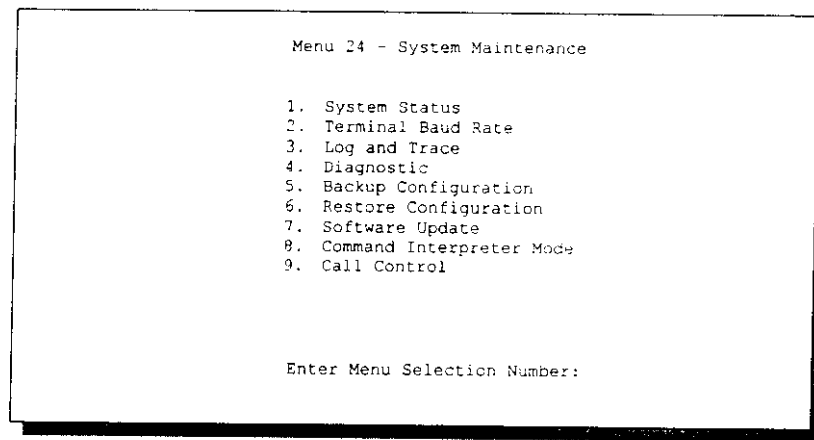 Menu 24 - System Maintenance
1. System Status
2. Terminal Baud Rate
3. Log and Trace
4. Diagnostic
5. Backup Configuration
6. Restore Configuration
7. Software Update
8. Command Interpreter Mode
9. Call Control
Enter Menu Selection Number: